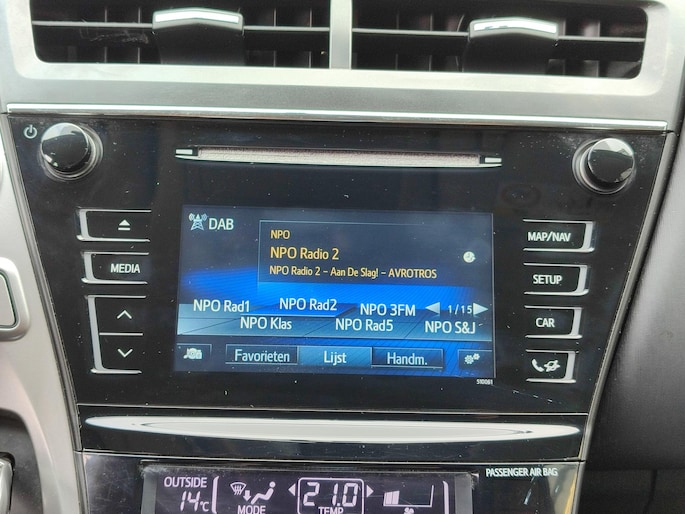 DAB
NPO
NPO Radio 2
NPO Radio 2 – Aan De Slag! – AVROTROS
NPO Rad1 NPO Rad2 NPO 3FM 1/15
NPO Klas NPO Rad5 NPO S&J
Favorieten Lijst Handm.
510061
MEDIA
MAP/NAV
SETUP
CAR
PASSENGER AIR BAG
OUTSIDE
14°C
MODE
21.0
TEMP